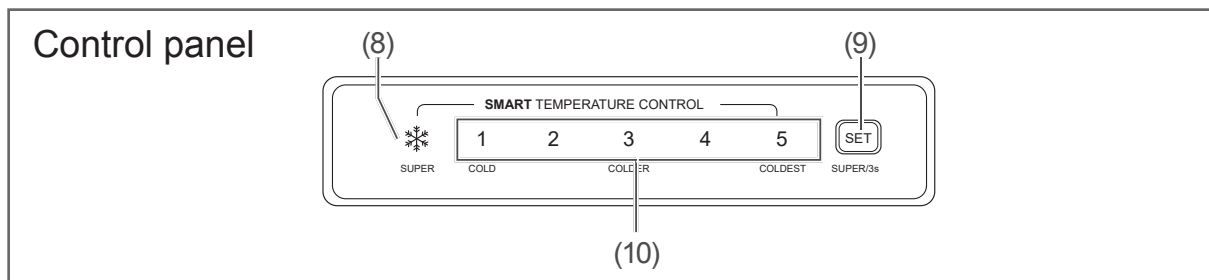 Control panel
(8)
(9)
SMART TEMPERATURE CONTROL
1 2 3 4 5
SET
SUPER COLD COLDER COLDEST SUPER/3s
(10)